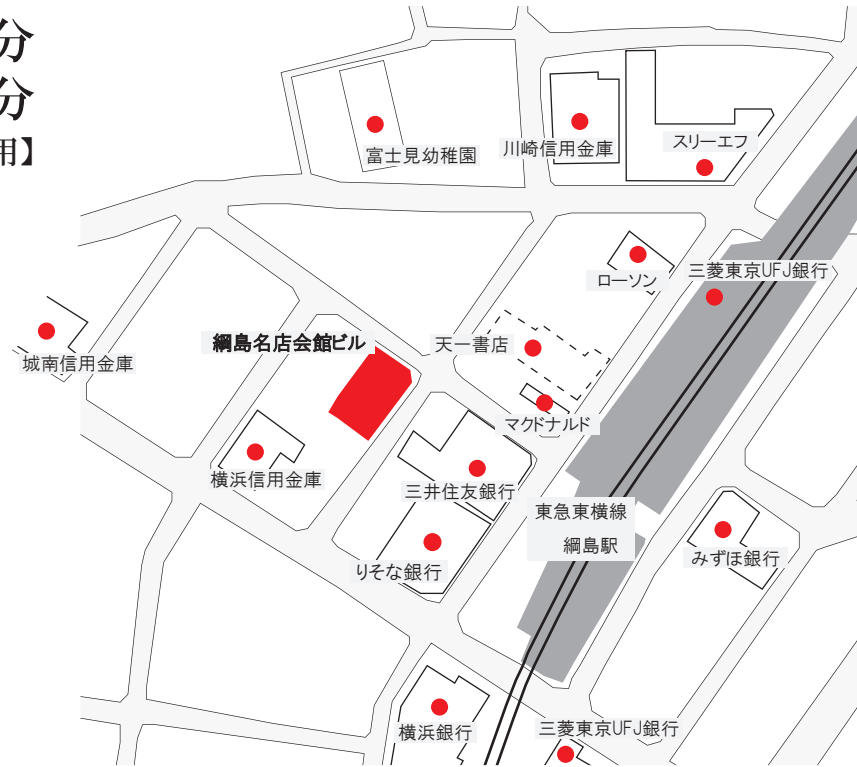 分
分
用】
富士見幼稚園
川崎信用金庫
スリーエフ
ローソン
三菱東京UFJ銀行
城南信用金庫
綱島名店会館ビル
天一書店
マクドナルド
横浜信用金庫
三井住友銀行
東急東横線
綱島駅
りそな銀行
みずほ銀行
横浜銀行
三菱東京UFJ銀行